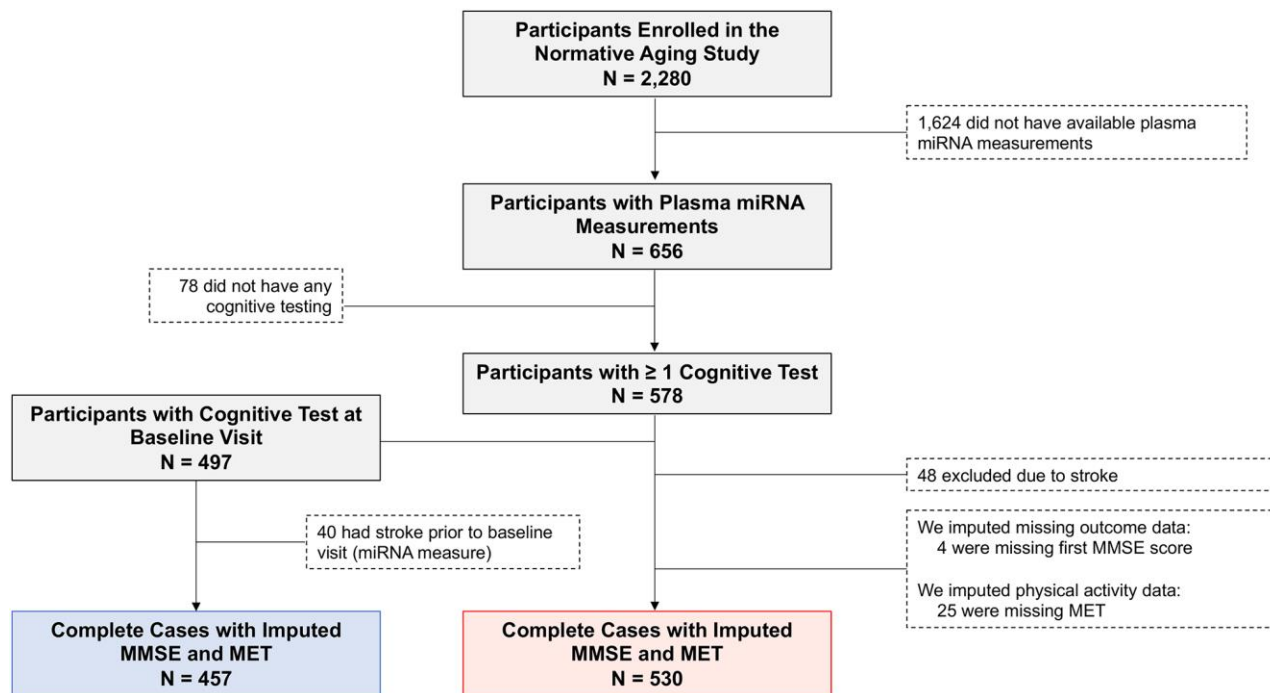 Participants Enrolled in the
Normative Aging Study
N = 2,280
1,624 did not have available plasma
miRNA measurements
Participants with Plasma miRNA
Measurements
N = 656
78 did not have any
cognitive testing
Participants with ≥ 1 Cognitive Test
N = 578
Participants with Cognitive Test at
Baseline Visit
N = 497
48 excluded due to stroke
40 had stroke prior to baseline
visit (miRNA measure)
We imputed missing outcome data:
4 were missing first MMSE score
We imputed physical activity data:
25 were missing MET
Complete Cases with Imputed
MMSE and MET
N = 457
Complete Cases with Imputed
MMSE and MET
N = 530